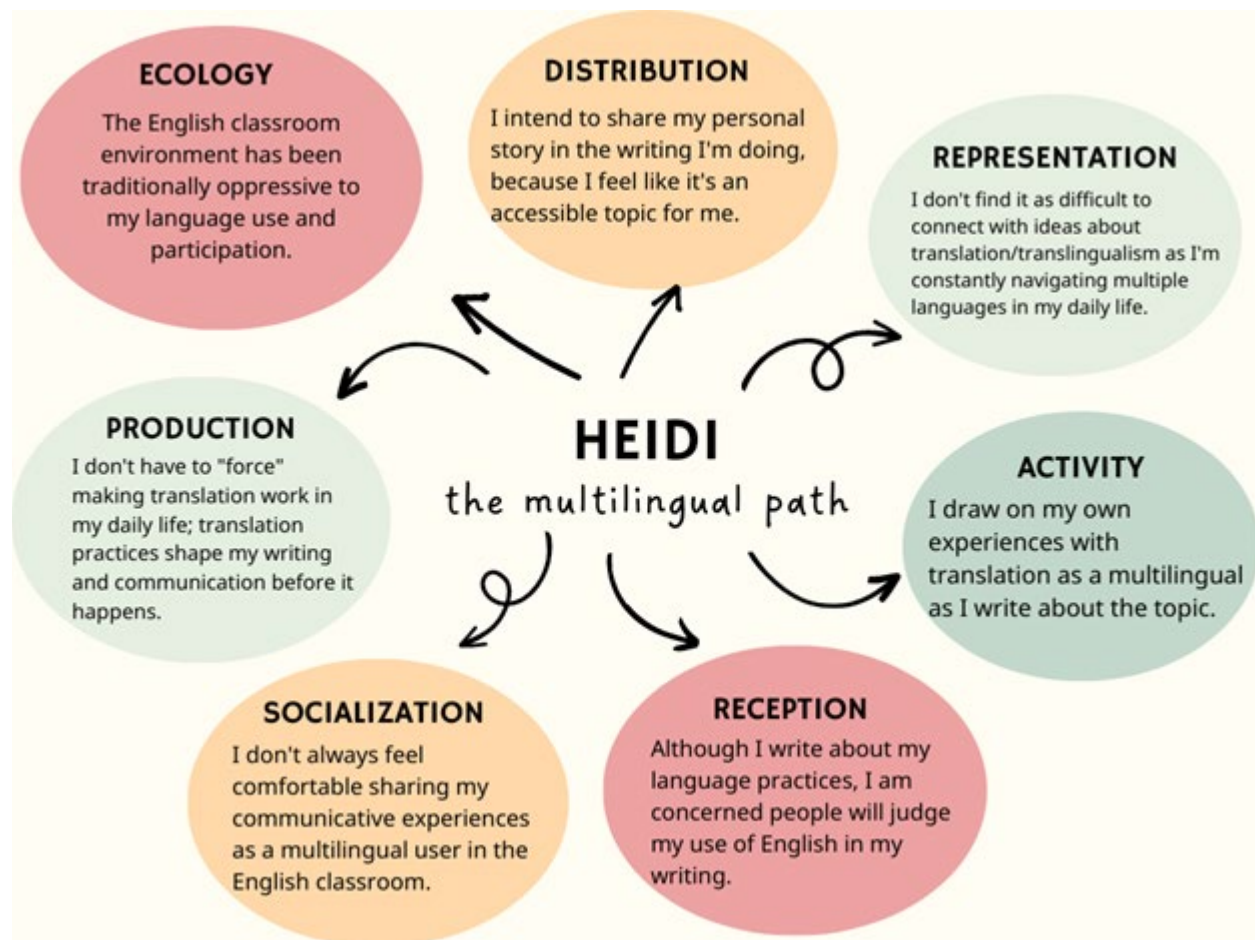 ECOLOGY
The English classroom
environment has been
traditionally oppressive to
my language use and
participation.
DISTRIBUTION
I intend to share my personal
story in the writing I'm doing,
because I feel like it's an
accessible topic for me.
REPRESENTATION
I don't find it as difficult to
connect with ideas about
translation/translingualism as I'm
constantly navigating multiple
languages in my daily life.
PRODUCTION
I don't have to "force"
making translation work in
my daily life; translation
practices shape my writing
and communication before it
happens.
HEIDI
the multilingual path
ACTIVITY
I draw on my own
experiences with
translation as a multilingual
as I write about the topic.
SOCIALIZATION
I don't always feel
comfortable sharing my
communicative experiences
as a multilingual user in the
English classroom.
RECEPTION
Although I write about my
language practices, I am
concerned people will judge
my use of English in my
writing.